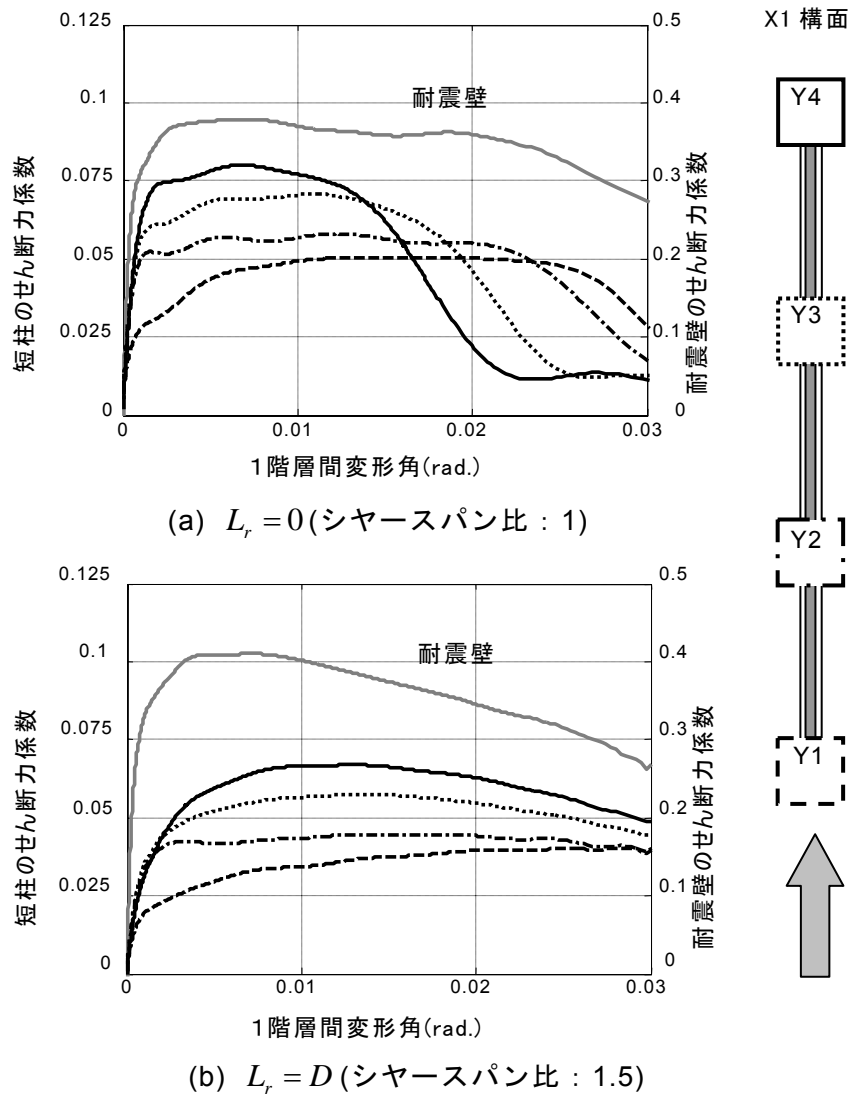 X1 構面
0.125
0.1
0.075
0.05
0.025
0
短柱のせん断力係数
耐震壁
0.5
0.4
0.3
0.2
0.1
0
耐震壁のせん断力係数
0 0.01 0.02 0.03
1階層間変形角(rad.)
(a) L_r = 0 (シヤースパン比 : 1)
0.125
0.1
0.075
0.05
0.025
0
短柱のせん断力係数
耐震壁
0.5
0.4
0.3
0.2
0.1
0
耐震壁のせん断力係数
0 0.01 0.02 0.03
1階層間変形角(rad.)
(b) L_r = D (シヤースパン比 : 1.5)
Y4
Y3
Y2
Y1